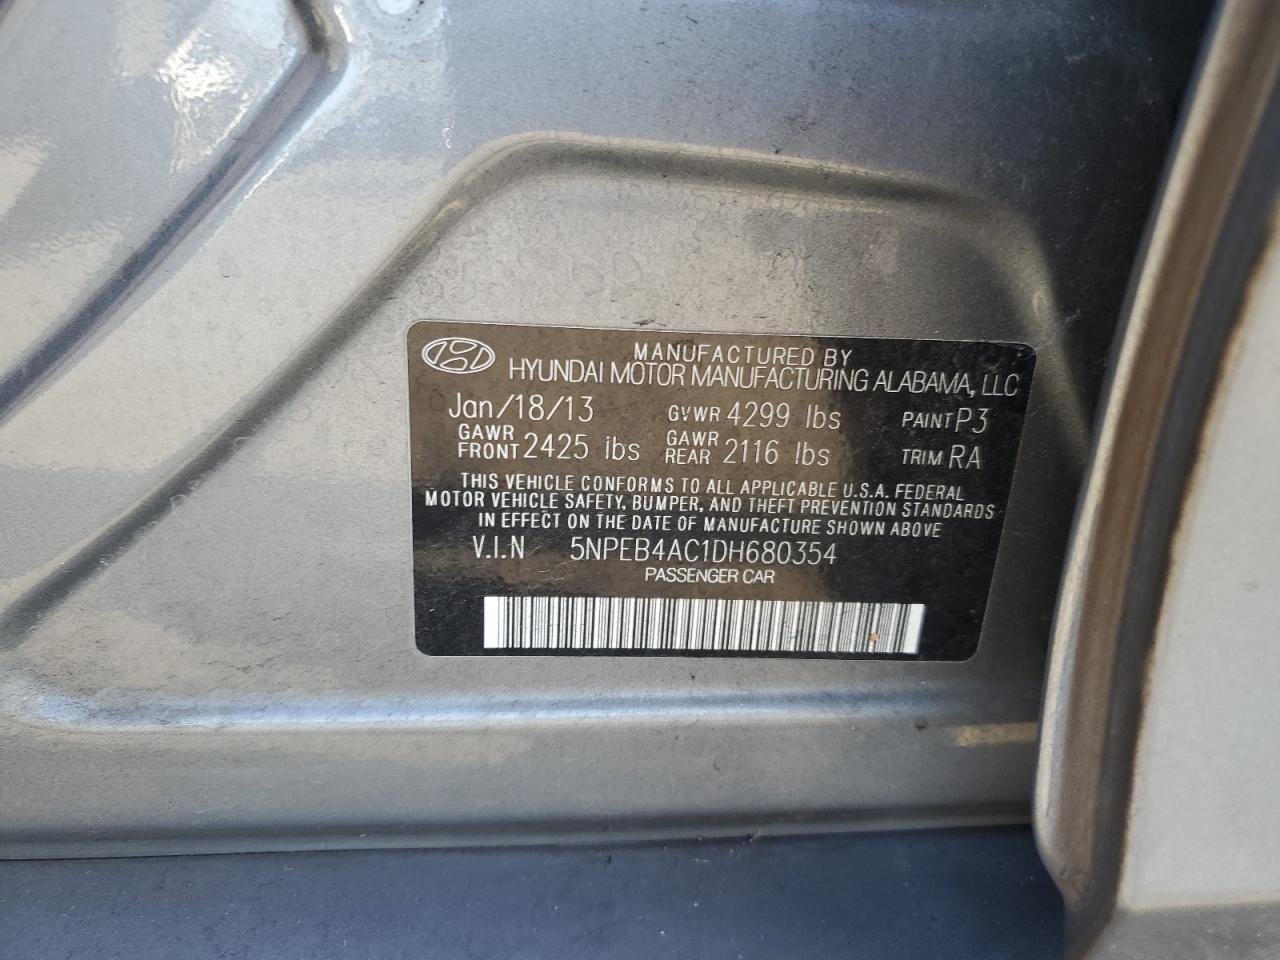 MANUFACTURED BY
HYUNDAI MOTOR MANUFACTURING ALABAMA, LLC
Jan/18/13 GVWR 4299 lbs PAINT P3
GAWR FRONT 2425 lbs GAWR REAR 2116 lbs TRIM RA
THIS VEHICLE CONFORMS TO ALL APPLICABLE U.S.A. FEDERAL
MOTOR VEHICLE SAFETY, BUMPER, AND THEFT PREVENTION STANDARDS
IN EFFECT ON THE DATE OF MANUFACTURE SHOWN ABOVE
V.I.N 5NPEB4AC1DH680354
PASSENGER CAR